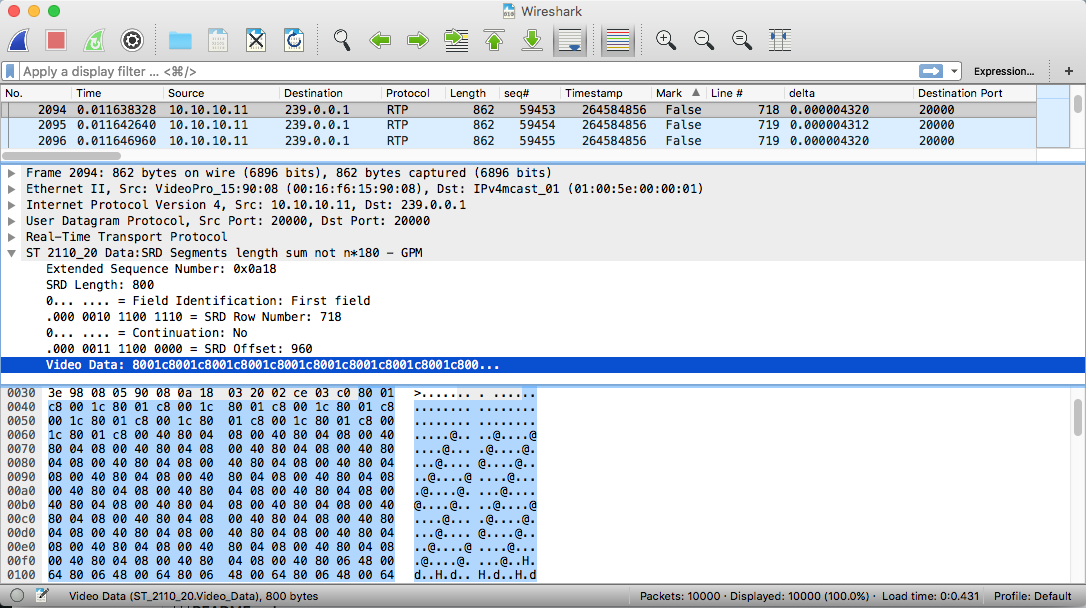 Wireshark
Apply a display filter ... <⌘/>
Expression...
+
No. Time Source Destination Protocol Length seq# Timestamp Mark Line # delta Destination Port
2094 0.011638328 10.10.10.11 239.0.0.1 RTP 862 59453 264584856 False 718 0.000004320 20000
2095 0.011642640 10.10.10.11 239.0.0.1 RTP 862 59454 264584856 False 719 0.000004312 20000
2096 0.011646960 10.10.10.11 239.0.0.1 RTP 862 59455 264584856 False 719 0.000004320 20000
Frame 2094: 862 bytes on wire (6896 bits), 862 bytes captured (6896 bits)
Ethernet II, Src: VideoPro_15:90:08 (00:16:f6:15:90:08), Dst: IPv4mcast_01 (01:00:5e:00:00:01)
Internet Protocol Version 4, Src: 10.10.10.11, Dst: 239.0.0.1
User Datagram Protocol, Src Port: 20000, Dst Port: 20000
Real-Time Transport Protocol
ST 2110_20 Data:SRD Segments length sum not n*180 - GPM
Extended Sequence Number: 0x0a18
SRD Length: 800
0... .... = Field Identification: First field
.000 0010 1100 1110 = SRD Row Number: 718
0... .... = Continuation: No
.000 0011 1100 0000 = SRD Offset: 960
Video Data: 8001c8001c8001c8001c8001c8001c8001c8001c8001c800...
0030 3e 98 08 05 90 08 0a 18 03 20 02 ce 03 c0 80 01 >....... . ......
0040 c8 00 1c 80 01 c8 00 1c 80 01 c8 00 1c 80 01 c8 ........ ........
0050 00 1c 80 01 c8 00 1c 80 01 c8 00 1c 80 01 c8 00 ........ ........
0060 1c 80 01 c8 00 40 80 04 08 00 40 80 04 08 00 40 .....@.. ..@....@
0070 80 04 08 00 40 80 04 08 00 40 80 04 08 00 40 80 ....@... .@....@.
0080 04 08 00 40 80 04 08 00 40 80 04 08 00 40 80 04 ...@.... @....@..
0090 08 00 40 80 04 08 00 40 80 04 08 00 40 80 04 08 ..@....@ ....@...
00a0 00 40 80 04 08 00 40 80 04 08 00 40 80 04 08 00 .@....@. ...@....
00b0 40 80 04 08 00 40 80 04 08 00 40 80 04 08 00 40 @....@.. ..@....@
00c0 80 04 08 00 40 80 04 08 00 40 80 04 08 00 40 80 ....@... .@....@.
00d0 04 08 00 40 80 04 08 00 40 80 04 08 00 40 80 04 ...@.... @....@..
00e0 08 00 40 80 04 08 00 40 80 04 08 00 40 80 04 08 ..@....@ ....@...
00f0 00 40 80 04 08 00 40 80 04 08 00 40 80 06 48 00 .@....@. ...@..H.
0100 64 80 06 48 00 64 80 06 48 00 64 80 06 48 00 64 d..H.d.. H.d..H.d
Video Data (ST_2110_20.Video_Data), 800 bytes
Packets: 10000 · Displayed: 10000 (100.0%) · Load time: 0:0.431
Profile: Default